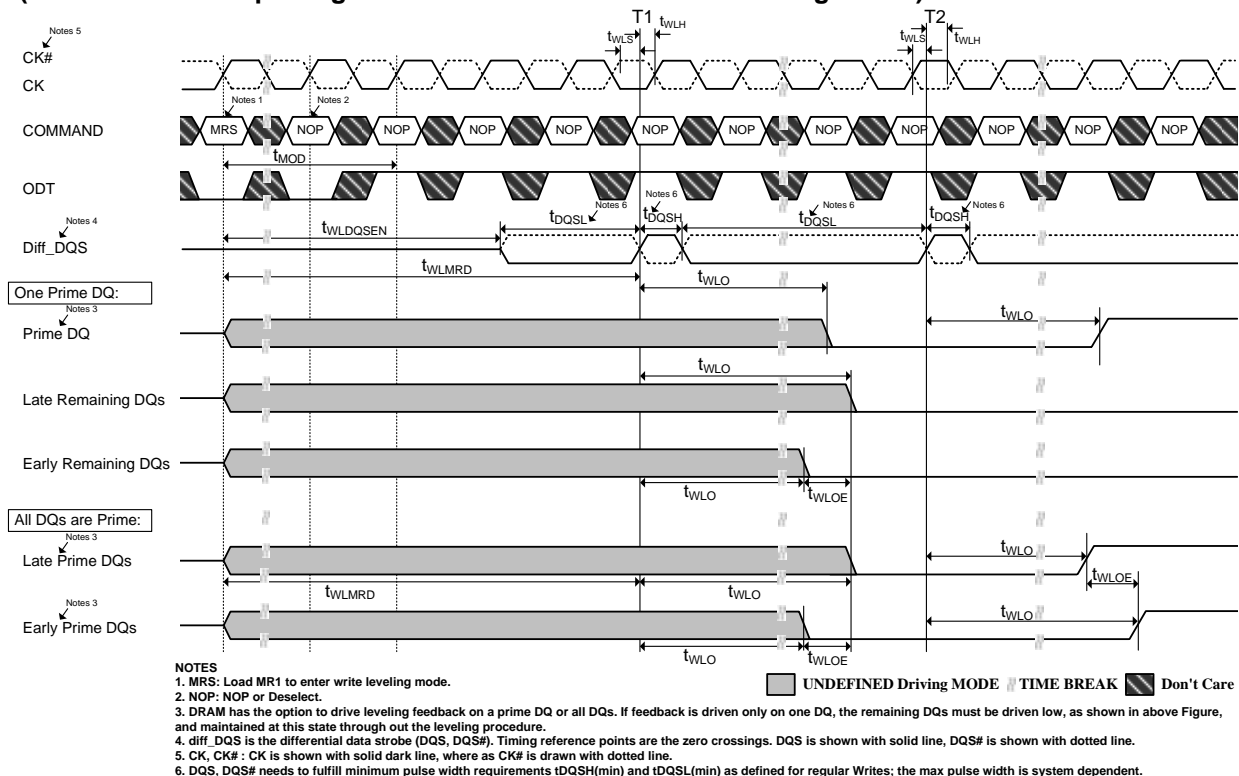 T1
T2
tWLS
tWLH
tWLS
tWLH
Notes 5
CK#
CK
Notes 1
Notes 2
COMMAND
MRS
NOP
NOP
NOP
NOP
NOP
NOP
NOP
NOP
NOP
NOP
NOP
tMOD
ODT
Notes 6
Notes 6
Notes 6
Notes 6
tDQSL
tDQSH
tDQSL
tDQSH
Notes 4
Diff_DQS
tWLDQSEN
tWLMRD
tWLO
One Prime DQ:
Notes 3
Prime DQ
tWLO
tWLO
Late Remaining DQs
Early Remaining DQs
tWLO
tWLOE
All DQs are Prime:
Notes 3
Late Prime DQs
tWLO
tWLMRD
tWLO
tWLOE
Notes 3
Early Prime DQs
tWLO
tWLO
tWLOE
NOTES
1. MRS: Load MR1 to enter write leveling mode.
2. NOP: NOP or Deselect.
3. DRAM has the option to drive leveling feedback on a prime DQ or all DQs. If feedback is driven only on one DQ, the remaining DQs must be driven low, as shown in above Figure,
and maintained at this state through out the leveling procedure.
4. diff_DQS is the differential data strobe (DQS, DQS#). Timing reference points are the zero crossings. DQS is shown with solid line, DQS# is shown with dotted line.
5. CK, CK# : CK is shown with solid dark line, where as CK# is drawn with dotted line.
6. DQS, DQS# needs to fulfill minimum pulse width requirements tDQSH(min) and tDQSL(min) as defined for regular Writes; the max pulse width is system dependent.
UNDEFINED Driving MODE
TIME BREAK
Don't Care